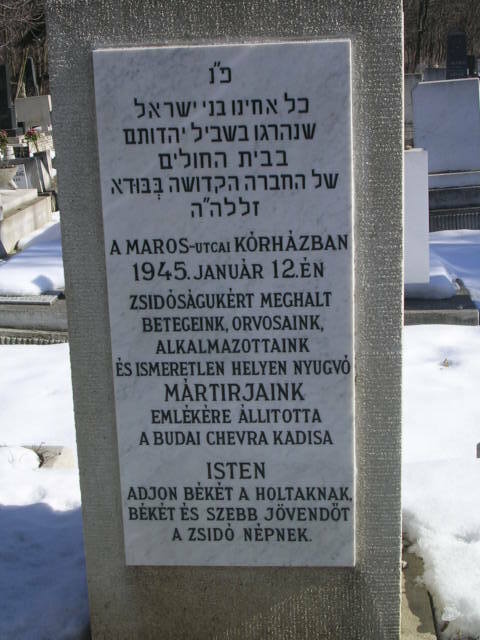 כ"נ
כל אחינו בני ישראל
שנהרגו בשביל יהדותם
בבית החולים
של החברה הקדושה בְּבּוּדא
זללה"ה
A MAROS-UTCAI KÓRHÁZBAN
1945. JANUÁR 12. ÉN
ZSIDÓSÁGUKÉRT MEGHALT
BETEGEINK, ORVOSAINK,
ALKALMAZOTTAINK
ÉS ISMERETLEN HELYEN NYUGVÓ
MÁRTIRJAINK
EMLÉKÉRE ÁLLITOTTA
A BUDAI CHEVRA KADISA
ISTEN
ADJON BÉKÉT A HOLTAKNAK,
BÉKÉT ÉS SZEBB JÖVENDŐT
A ZSIDÓ NÉPNEK.